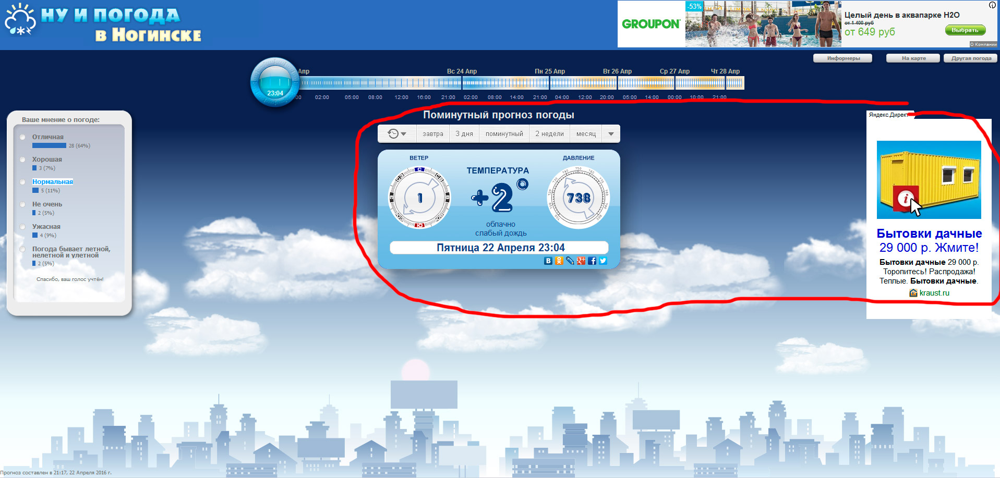 НУ И ПОГОДА
в Ногинске
GROUPON
-53%
Целый день в аквапарке H2O
от 1 400 руб
от 649 руб
Выбрать
О Компании
Информеры
На карте
Другая погода
Апр
Вс 24 Апр
Пн 25 Апр
Вт 26 Апр
Ср 27 Апр
Чт 28 Апр
23:04
00 02:00 05:00 08:00 12:00 16:00 21:00 02:00 08:00 14:00 21:00 04:00 12:00 20:00 05:00 14:00 00:00 10:00 21:00
Ваше мнение о погоде:
Отличная
28 (64%)
Хорошая
3 (7%)
Нормальная
5 (11%)
Не очень
2 (5%)
Ужасная
4 (9%)
Погода бывает летной,
нелетной и улетной
2 (5%)
Спасибо, ваш голос учтён!
Поминутный прогноз погоды
завтра
3 дня
поминутный
2 недели
месяц
ВЕТЕР
С
1
Ю
ТЕМПЕРАТУРА
+2°
облачно
слабый дождь
ДАВЛЕНИЕ
738
Пятница 22 Апреля 23:04
Яндекс.Директ
Бытовки дачные
29 000 р. Жмите!
Бытовки дачные 29 000 р.
Торопитесь! Распродажа!
Теплые. Бытовки дачные.
kraust.ru
Прогноз составлен в 21:17, 22 Апреля 2016 г.